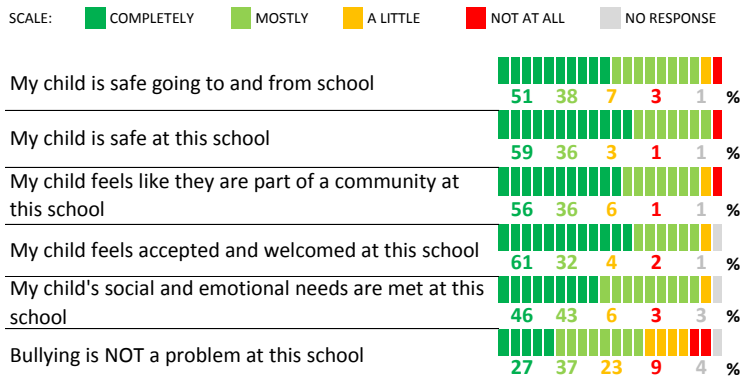 SCALE: COMPLETELY MOSTLY A LITTLE NOT AT ALL NO RESPONSE
My child is safe going to and from school
51 38 7 3 1 %
My child is safe at this school
59 36 3 1 1 %
My child feels like they are part of a community at
this school
56 36 6 1 1 %
My child feels accepted and welcomed at this school
61 32 4 2 1 %
My child's social and emotional needs are met at this
school
46 43 6 3 3 %
Bullying is NOT a problem at this school
27 37 23 9 4 %